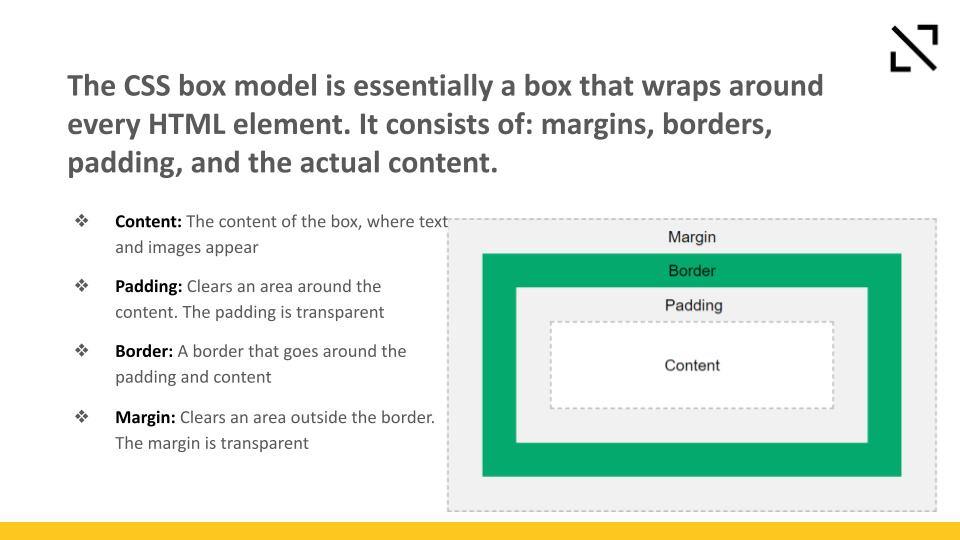 The CSS box model is essentially a box that wraps around
every HTML element. It consists of: margins, borders,
padding, and the actual content.
❖ Content: The content of the box, where text
and images appear
❖ Padding: Clears an area around the
content. The padding is transparent
❖ Border: A border that goes around the
padding and content
❖ Margin: Clears an area outside the border.
The margin is transparent
Margin
Border
Padding
Content